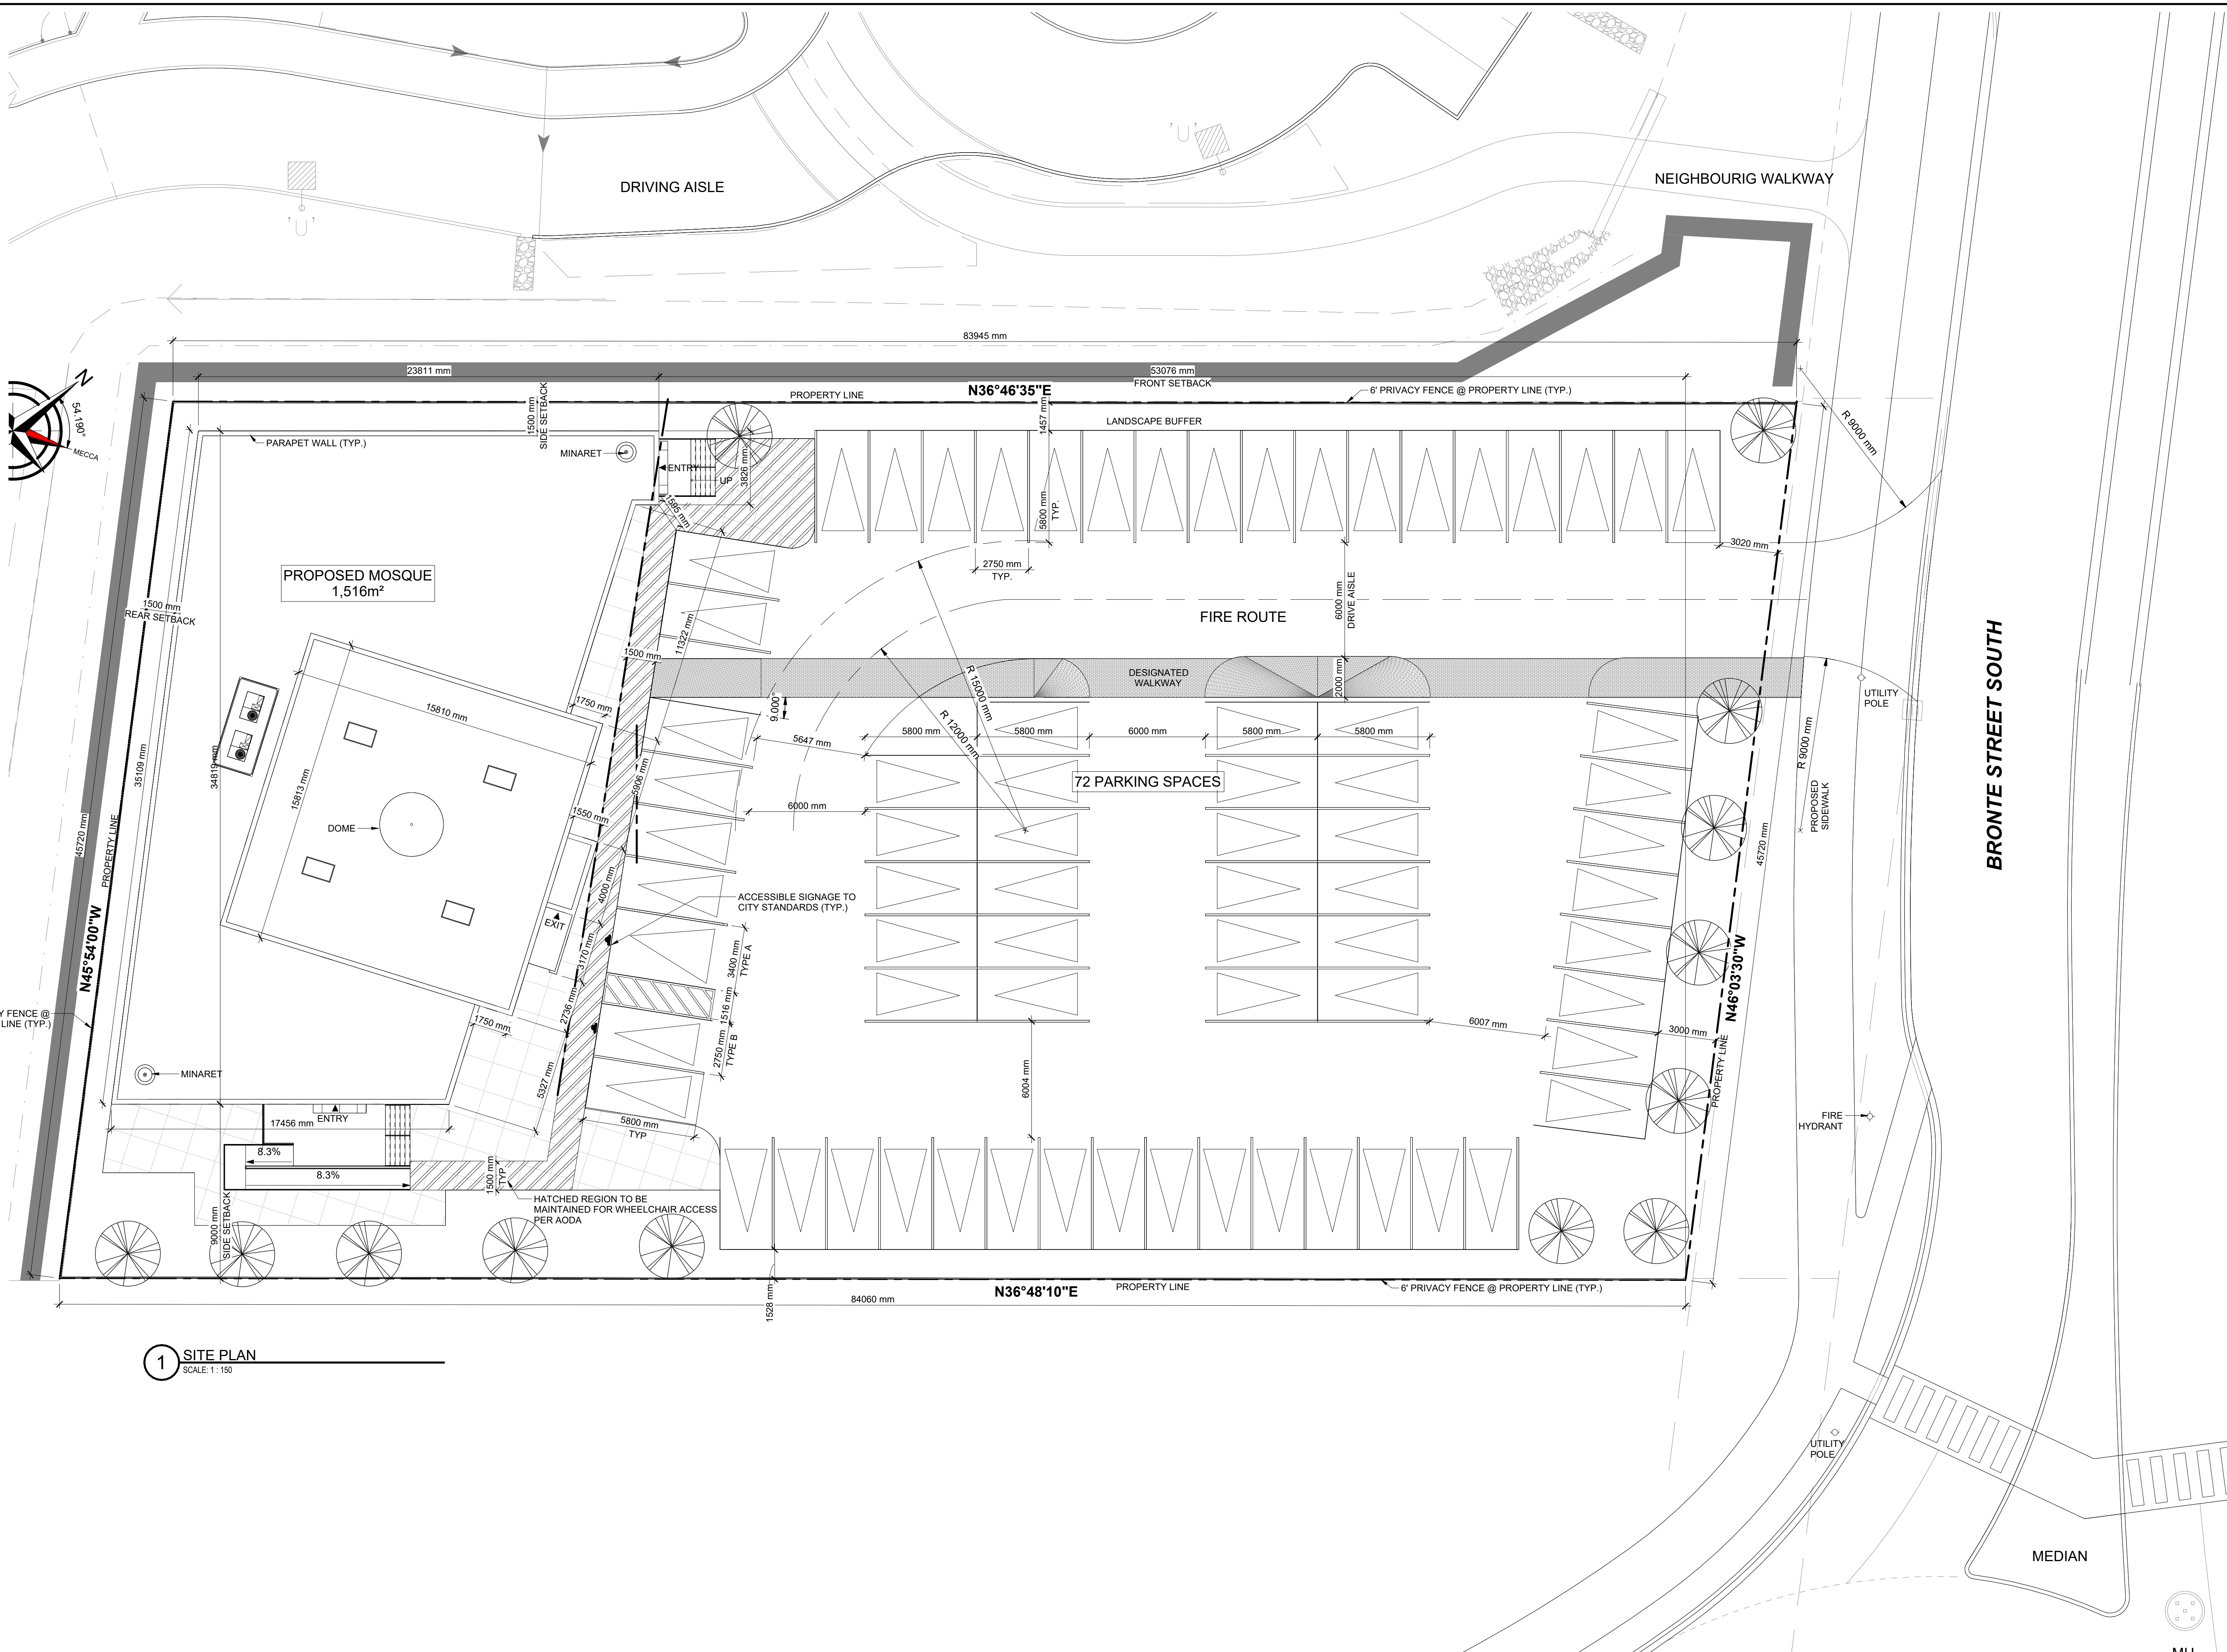 DRIVING AISLE
NEIGHBOURIG WALKWAY
83945 mm
23811 mm
53076 mm
FRONT SETBACK
N36°46'35"E
PROPERTY LINE
6' PRIVACY FENCE @ PROPERTY LINE (TYP.)
N
54.190°
MECCA
1500 mm
SIDE SETBACK
1457 mm
LANDSCAPE BUFFER
R 9000 mm
PARAPET WALL (TYP.)
MINARET
ENTRY
UP
3826 mm
1595 mm
5800 mm
TYP.
3020 mm
2750 mm
TYP.
PROPOSED MOSQUE
1,516m²
1500 mm
REAR SETBACK
11322 mm
6000 mm
DRIVE AISLE
FIRE ROUTE
1500 mm
DESIGNATED
WALKWAY
2000 mm
R 15000 mm
R 12000 mm
9.000°
1750 mm
15810 mm
15813 mm
35109 mm
34819 mm
45720 mm
PROPERTY LINE
N45°54'00"W
5647 mm
5800 mm
5800 mm
6000 mm
5800 mm
5800 mm
72 PARKING SPACES
6000 mm
5906 mm
1550 mm
DOME
4000 mm
EXIT
3170 mm
2736 mm
ACCESSIBLE SIGNAGE TO
CITY STANDARDS (TYP.)
3400 mm
TYPE A
1516 mm
2750 mm
TYPE B
UTILITY
POLE
R 9000 mm
PROPOSED
SIDEWALK
45720 mm
BRONTE STREET SOUTH
N46°03'30"W
PROPERTY LINE
6007 mm
3000 mm
6004 mm
Y FENCE @
LINE (TYP.)
1750 mm
MINARET
5327 mm
5800 mm
TYP
ENTRY
17456 mm
8.3%
8.3%
1500 mm
TYP
HATCHED REGION TO BE
MAINTAINED FOR WHEELCHAIR ACCESS
PER AODA
9000 mm
SIDE SETBACK
FIRE
HYDRANT
1528 mm
N36°48'10"E
PROPERTY LINE
6' PRIVACY FENCE @ PROPERTY LINE (TYP.)
84060 mm
1
SITE PLAN
SCALE: 1 : 150
UTILITY
POLE
MEDIAN